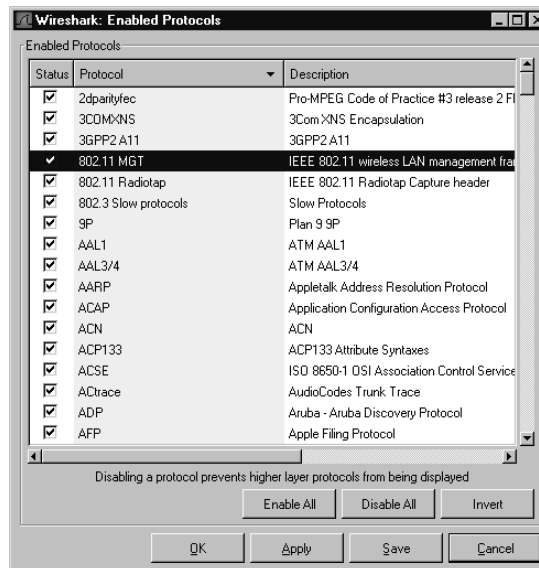 Wireshark: Enabled Protocols
Enabled Protocols
Status Protocol Description
2dparityfec Pro-MPEG Code of Practice #3 release 2 Fl
3COMXNS 3Com XNS Encapsulation
3GPP2 A11 3GPP2 A11
802.11 MGT IEEE 802.11 wireless LAN management fra
802.11 Radiotap IEEE 802.11 Radiotap Capture header
802.3 Slow protocols Slow Protocols
9P Plan 9 9P
AAL1 ATM AAL1
AAL3/4 ATM AAL3/4
AARP Appletalk Address Resolution Protocol
ACAP Application Configuration Access Protocol
ACN ACN
ACP133 ACP133 Attribute Syntaxes
ACSE ISO 8650-1 OSI Association Control Service
ACtrace AudioCodes Trunk Trace
ADP Aruba - Aruba Discovery Protocol
AFP Apple Filing Protocol
Disabling a protocol prevents higher layer protocols from being displayed
Enable All Disable All Invert
OK Apply Save Cancel